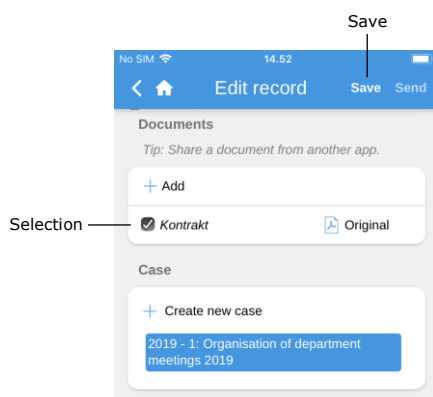 Save
No SIM 14.52
Edit record Save Send
Documents
Tip: Share a document from another app.
Add
Selection Kontrakt Original
Case
Create new case
2019 - 1: Organisation of department
meetings 2019